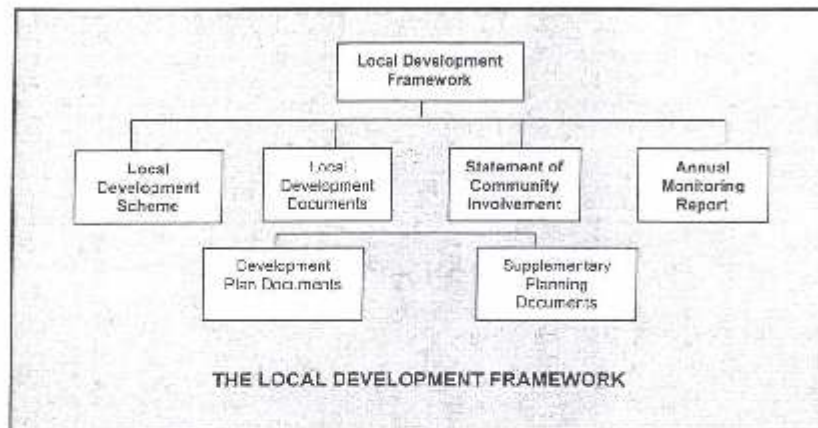 Local Development
Framework
Local
Development
Scheme
Local
Development
Documents
Statement of
Community
Involvement
Annual
Monitoring
Report
Development
Plan Documents
Supplementary
Planning
Documents
THE LOCAL DEVELOPMENT FRAMEWORK